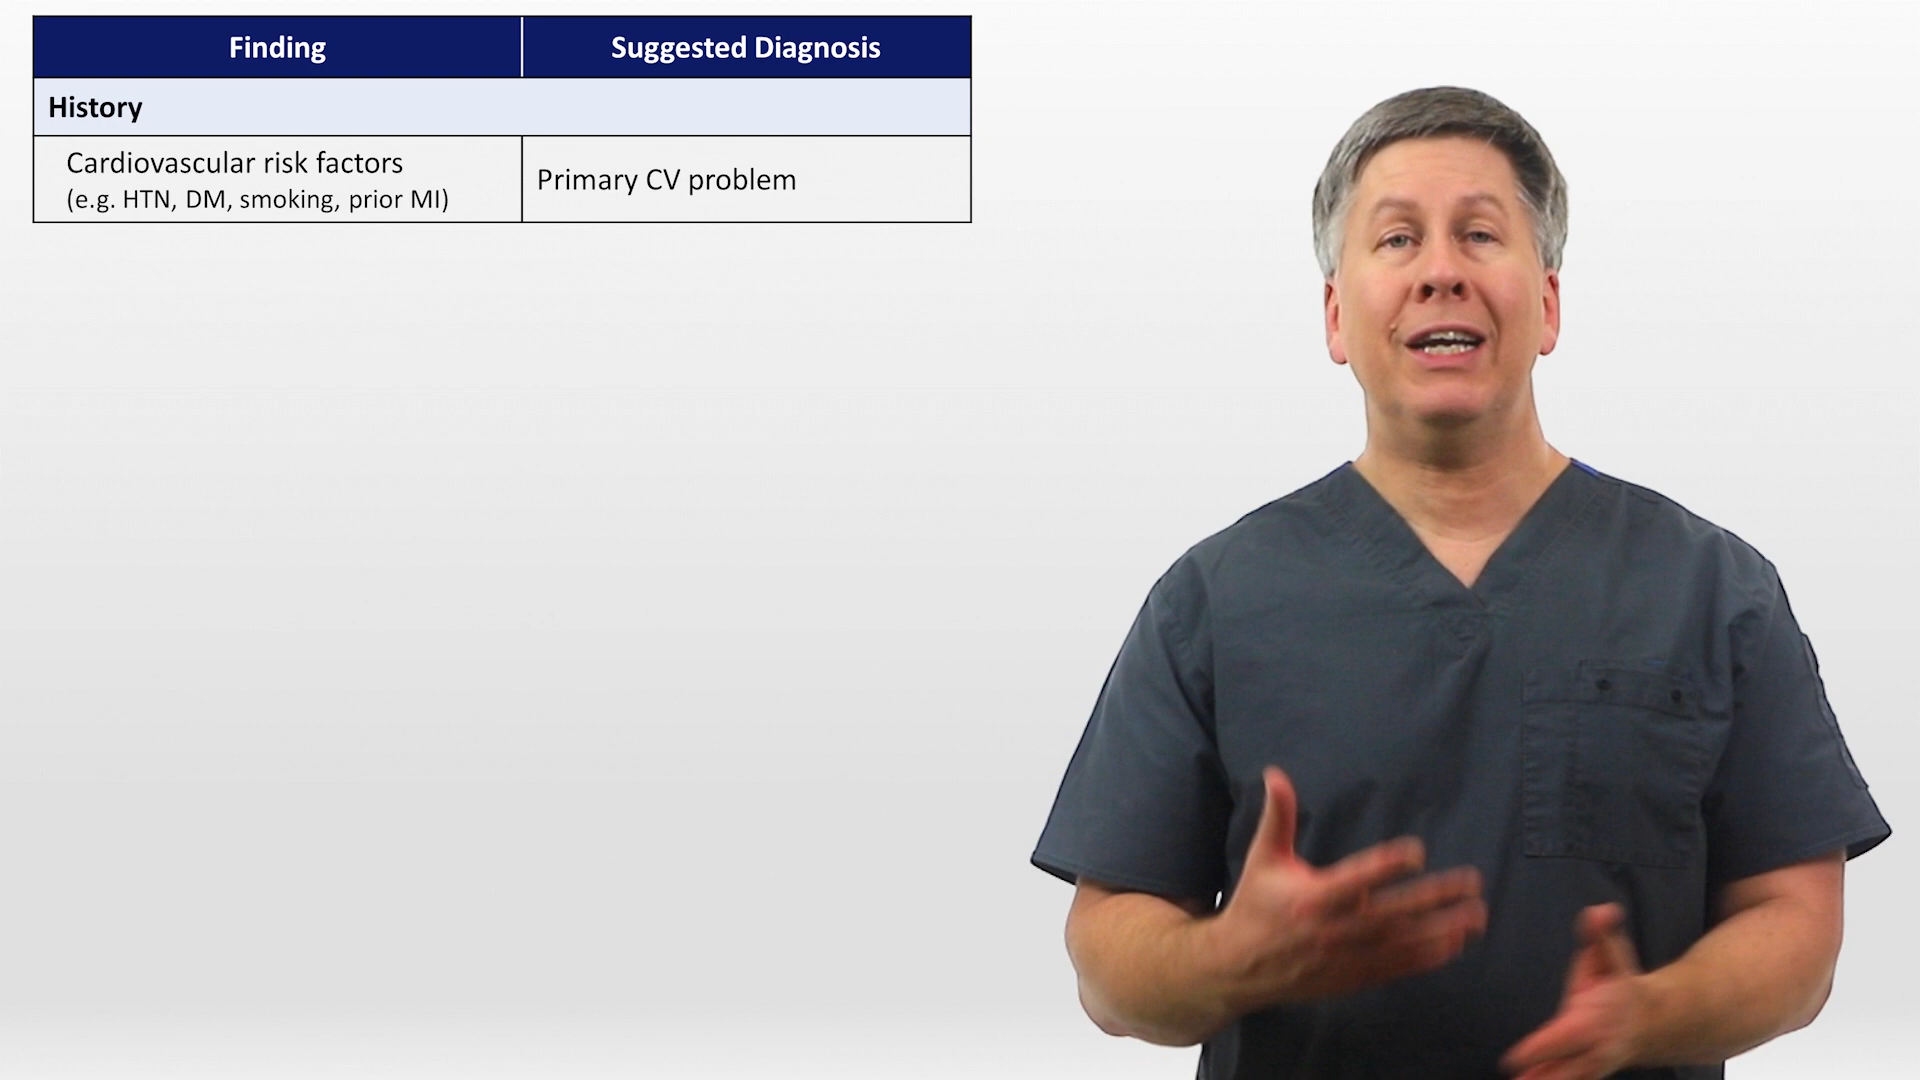 Finding
Suggested Diagnosis
History
Cardiovascular risk factors
(e.g. HTN, DM, smoking, prior MI)
Primary CV problem